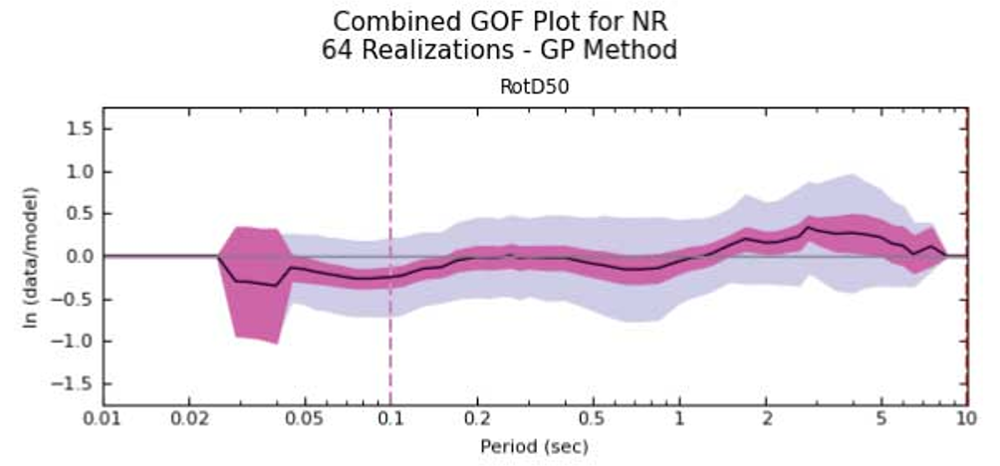 Combined GOF Plot for NR
64 Realizations - GP Method
RotD50
ln (data/model)
1.5
1.0
0.5
0.0
−0.5
−1.0
−1.5
0.01 0.02 0.05 0.1 0.2 0.5 1 2 5 10
Period (sec)